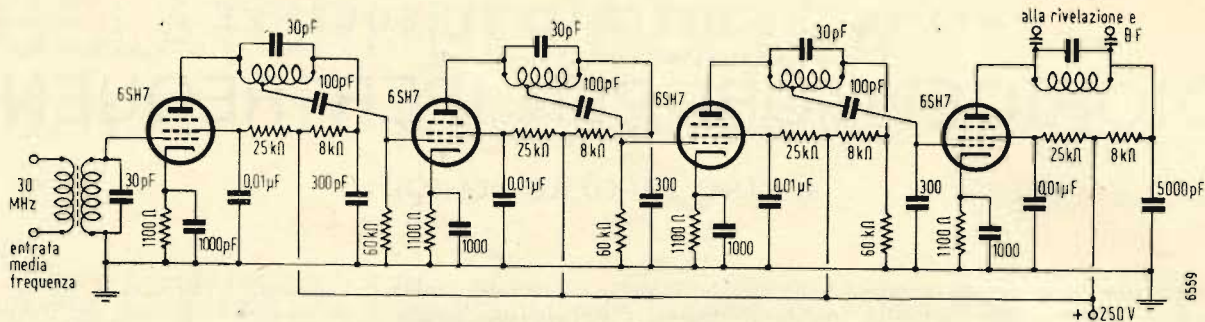 30pF
100pF
6SH7
30pF
100pF
6SH7
30pF
100pF
6SH7
alla rivelazione e
BF
6SH7
25kΩ
8kΩ
25kΩ
8kΩ
25kΩ
8kΩ
25kΩ
8kΩ
30
MHz
30pF
0,01µF
300pF
0,01µF
300
0,01µF
300
0,01µF
5000pF
entrata
media
frequenza
1100Ω
1000pF
60kΩ
1100Ω
1000
60kΩ
1100Ω
1000
60kΩ
1100Ω
1000
6559
+ 250V